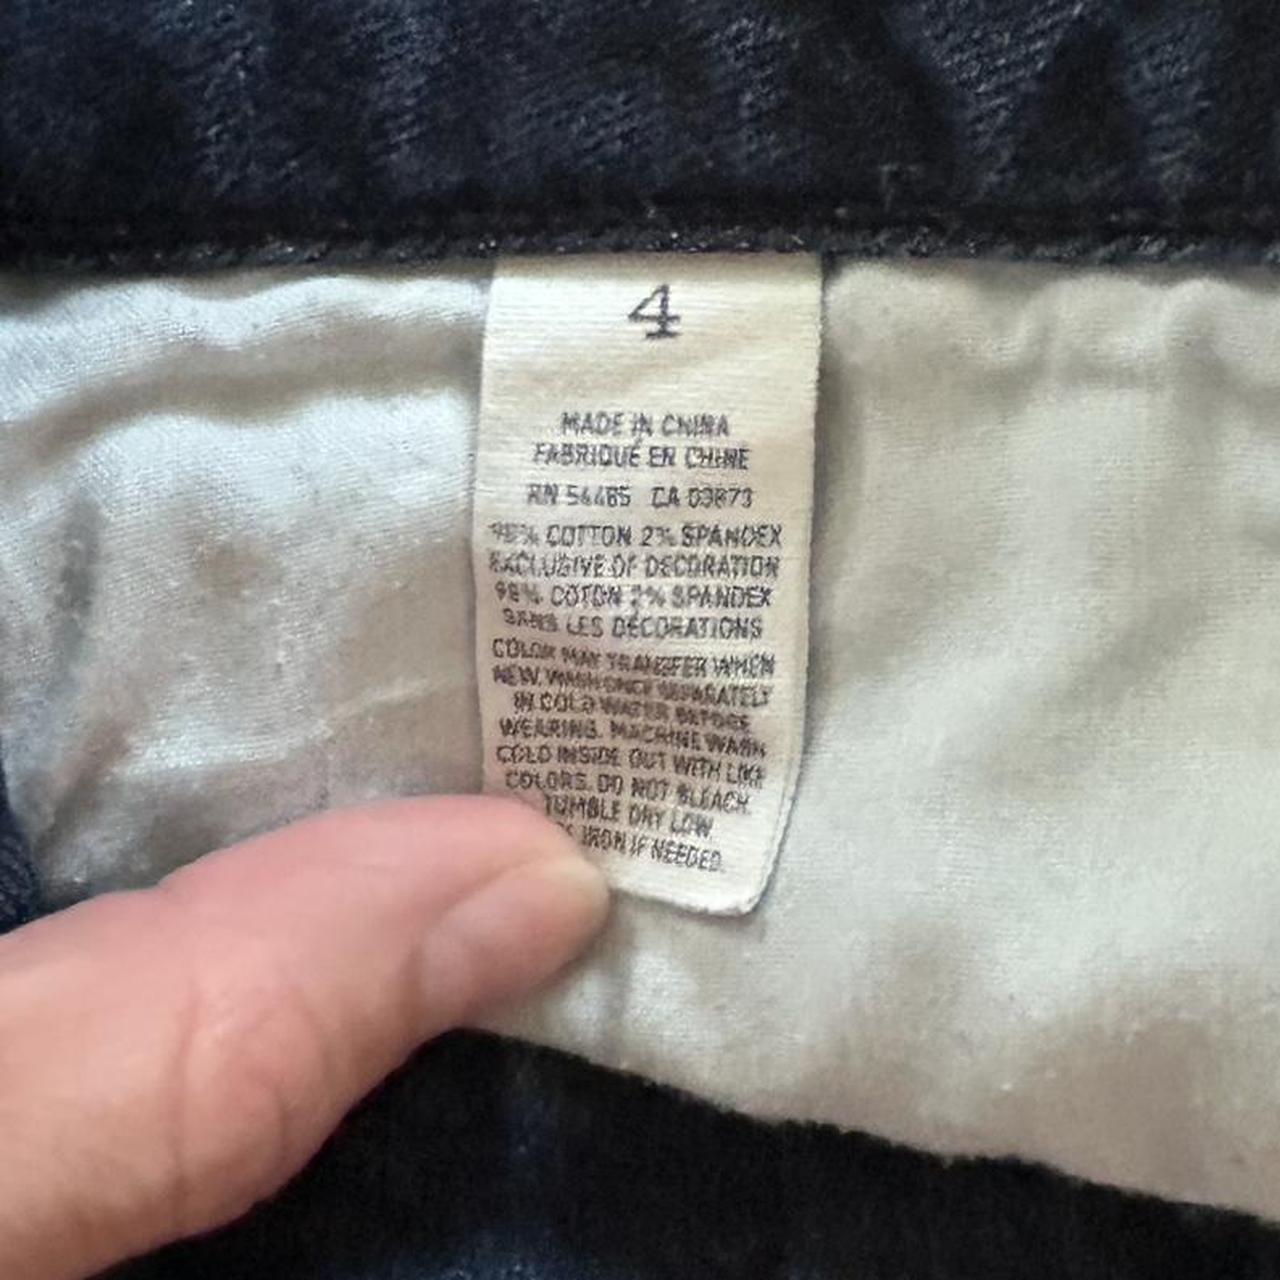 4
MADE IN CHINA
FABRIQUÉ EN CHINE
RN 54485 CA 03873
98% COTTON 2% SPANDEX
EXCLUSIVE OF DECORATION
98% COTON 2% SPANDEX
SANS LES DÉCORATIONS
COLOR MAY TRANSFER WHEN
NEW. WASH ONCE SEPARATELY
IN COLD WATER BEFORE
WEARING. MACHINE WASH
COLD INSIDE OUT WITH LIKE
COLORS. DO NOT BLEACH.
TUMBLE DRY LOW.
IRON IF NEEDED.